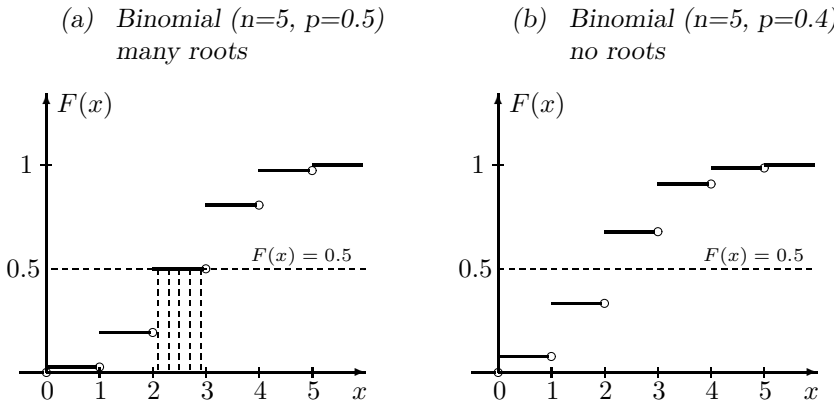 (a) Binomial (n=5, p=0.5)
many roots
F(x)
1
0.5
F(x) = 0.5
0 1 2 3 4 5 x
(b) Binomial (n=5, p=0.4)
no roots
F(x)
1
0.5
F(x) = 0.5
0 1 2 3 4 5 x